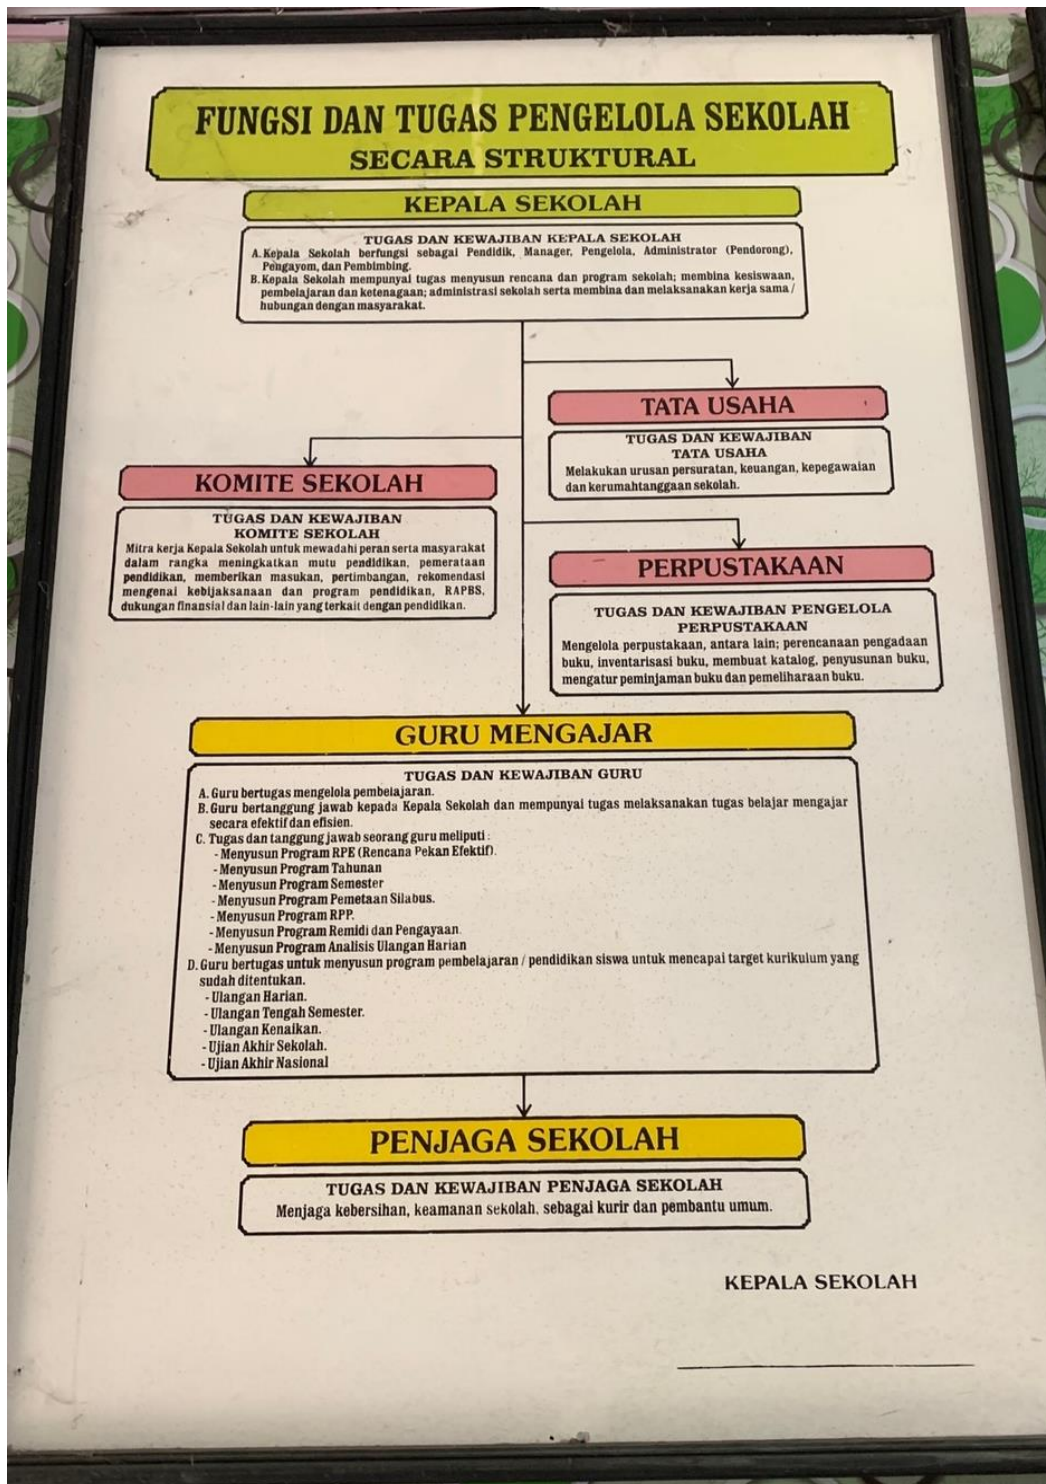 FUNGSI DAN TUGAS PENGELOLA SEKOLAH
SECARA STRUKTURAL
KEPALA SEKOLAH
TUGAS DAN KEWAJIBAN KEPALA SEKOLAH
A. Kepala Sekolah berfungsi sebagai Pendidik, Manager, Pengelola, Administrator (Pendorong),
Pengayom, dan Pembimbing.
B. Kepala Sekolah mempunyai tugas menyusun rencana dan program sekolah; membina kesiswaan,
pembelajaran dan ketenagaan; administrasi sekolah serta membina dan melaksanakan kerja sama /
hubungan dengan masyarakat.
TATA USAHA
TUGAS DAN KEWAJIBAN
TATA USAHA
Melakukan urusan persuratan, keuangan, kepegawaian
dan kerumahtanggaan sekolah.
KOMITE SEKOLAH
TUGAS DAN KEWAJIBAN
KOMITE SEKOLAH
Mitra kerja Kepala Sekolah untuk mewadahi peran serta masyarakat
dalam rangka meningkatkan mutu pendidikan, pemerataan
pendidikan, memberikan masukan, pertimbangan, rekomendasi
mengenai kebijaksanaan dan program pendidikan, RAPBS,
dukungan finansial dan lain-lain yang terkait dengan pendidikan.
PERPUSTAKAAN
TUGAS DAN KEWAJIBAN PENGELOLA
PERPUSTAKAAN
Mengelola perpustakaan, antara lain; perencanaan pengadaan
buku, inventarisasi buku, membuat katalog, penyusunan buku,
mengatur peminjaman buku dan pemeliharaan buku.
GURU MENGAJAR
TUGAS DAN KEWAJIBAN GURU
A. Guru bertugas mengelola pembelajaran.
B. Guru bertanggung jawab kepada Kepala Sekolah dan mempunyai tugas melaksanakan tugas belajar mengajar
secara efektif dan efisien.
C. Tugas dan tanggung jawab seorang guru meliputi :
- Menyusun Program RPE (Rencana Pekan Efektif).
- Menyusun Program Tahunan
- Menyusun Program Semester
- Menyusun Program Pemetaan Silabus.
- Menyusun Program RPP.
- Menyusun Program Remidi dan Pengayaan.
- Menyusun Program Analisis Ulangan Harian
D. Guru bertugas untuk menyusun program pembelajaran / pendidikan siswa untuk mencapai target kurikulum yang
sudah ditentukan.
- Ulangan Harian.
- Ulangan Tengah Semester.
- Ulangan Kenaikan.
- Ujian Akhir Sekolah.
- Ujian Akhir Nasional
PENJAGA SEKOLAH
TUGAS DAN KEWAJIBAN PENJAGA SEKOLAH
Menjaga kebersihan, keamanan sekolah, sebagai kurir dan pembantu umum.
KEPALA SEKOLAH